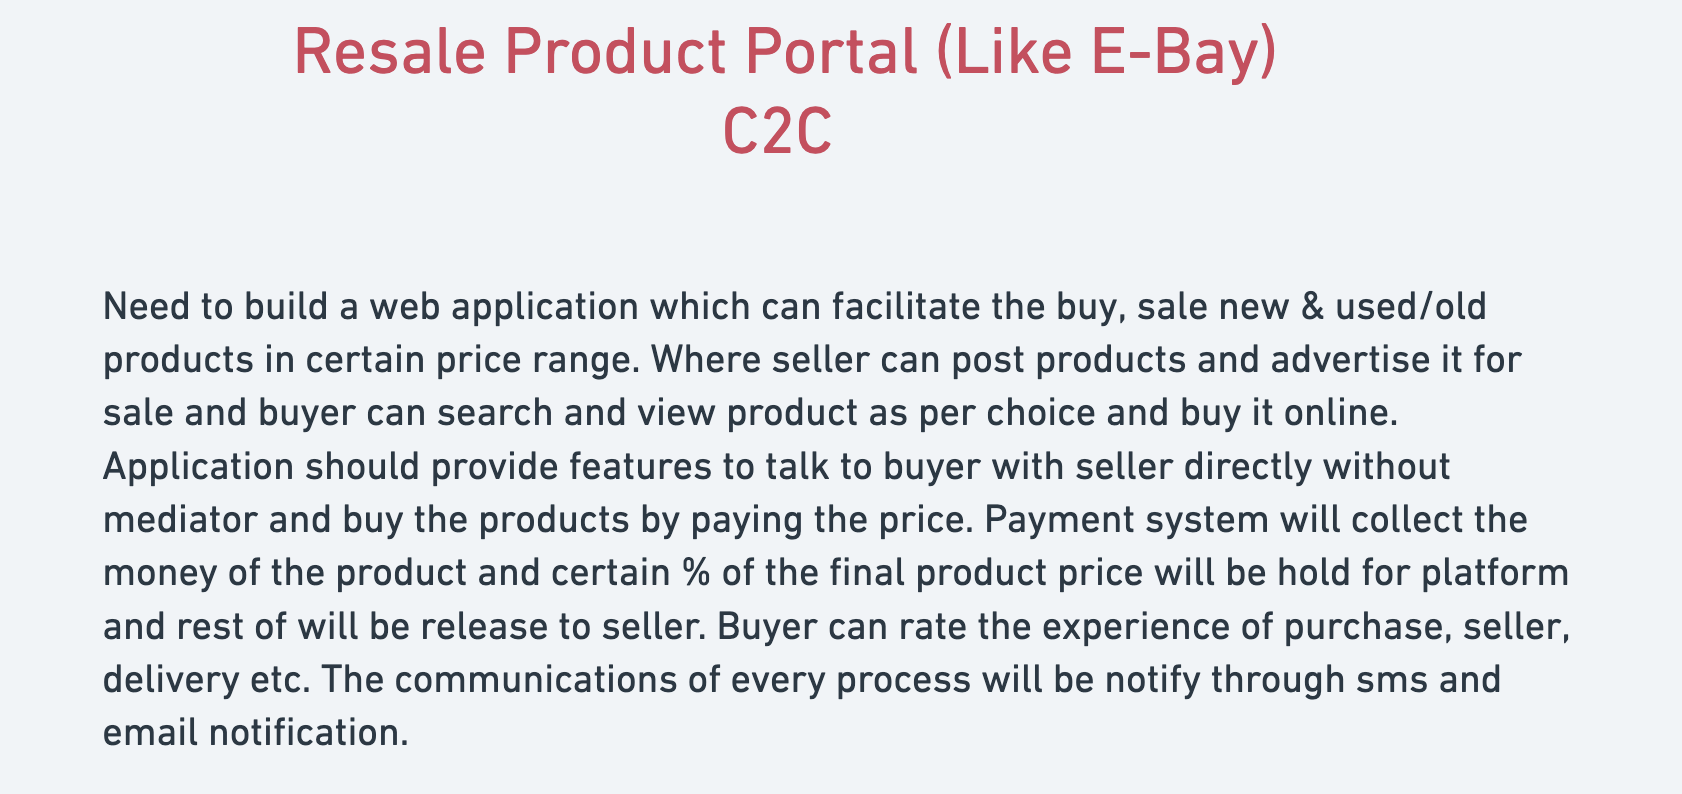 Resale Product Portal (Like E-Bay)
C2C
Need to build a web application which can facilitate the buy, sale new & used/old
products in certain price range. Where seller can post products and advertise it for
sale and buyer can search and view product as per choice and buy it online.
Application should provide features to talk to buyer with seller directly without
mediator and buy the products by paying the price. Payment system will collect the
money of the product and certain % of the final product price will be hold for platform
and rest of will be release to seller. Buyer can rate the experience of purchase, seller,
delivery etc. The communications of every process will be notify through sms and
email notification.